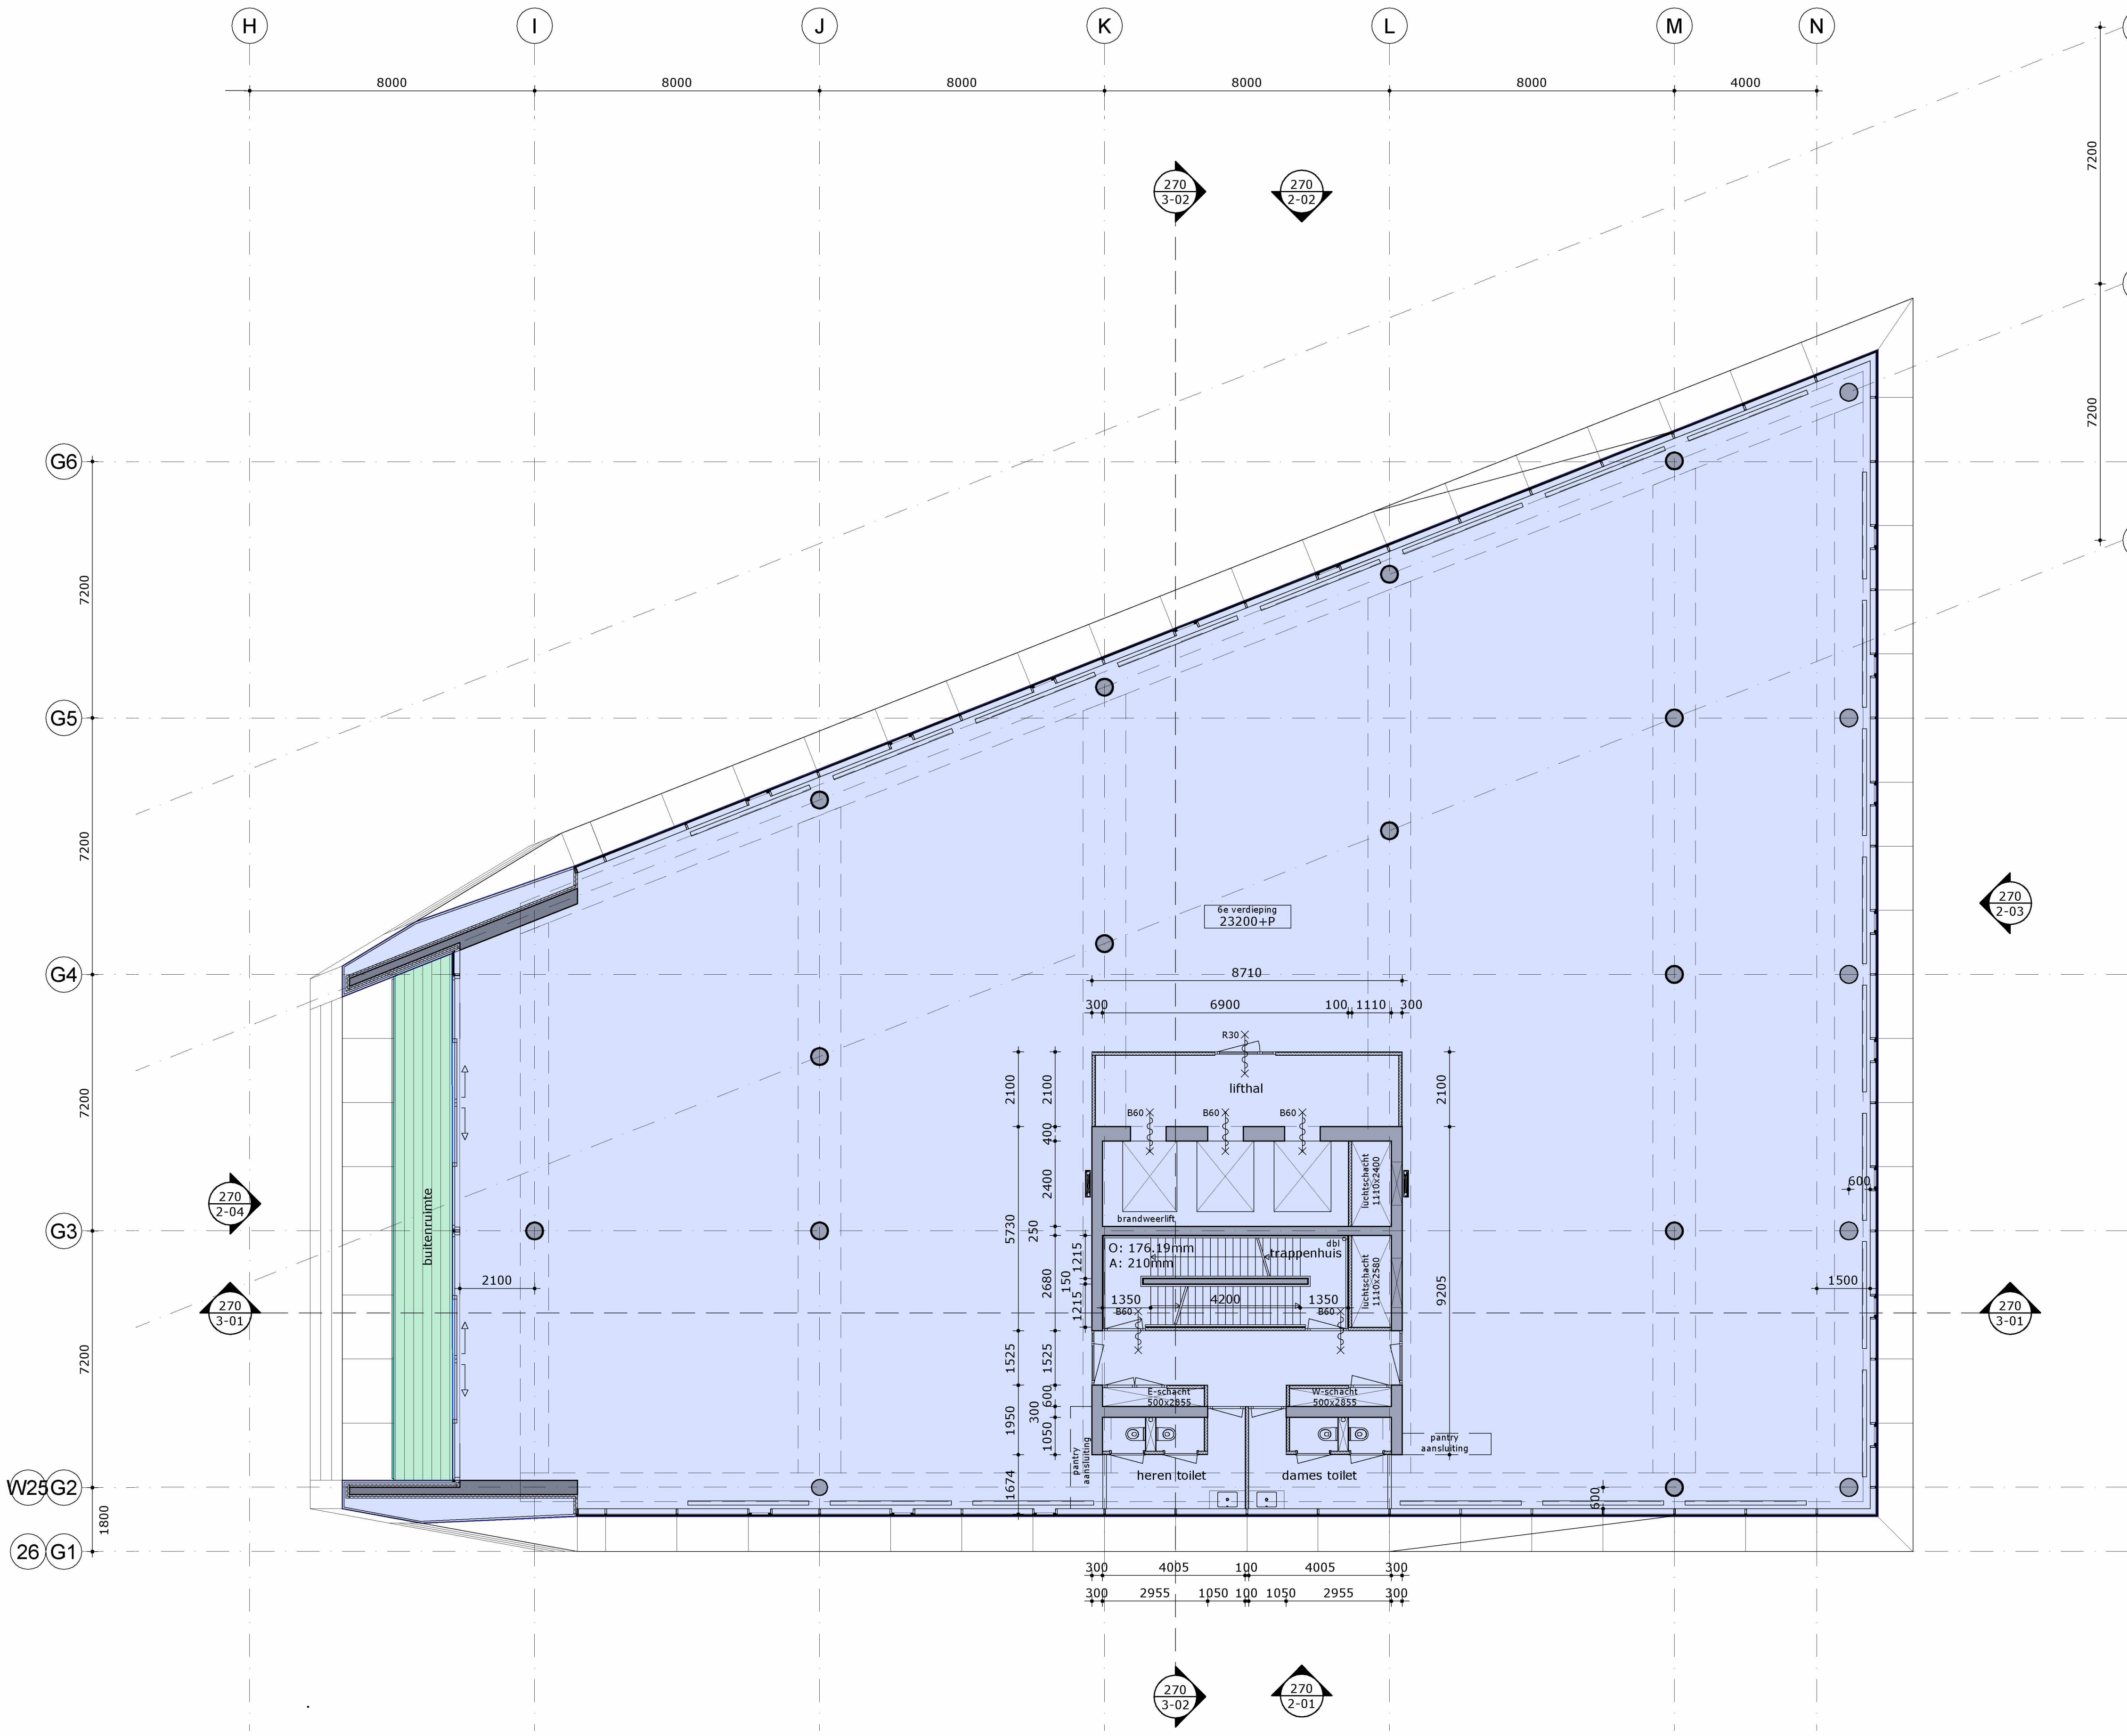 H I J K L M N
8000 8000 8000 8000 8000 4000
7200
270
3-02
270
2-02
G6
7200
7200
G5
7200
6e verdieping
23200+P
270
2-03
G4
8710
300 6900 100 1110 300
R30
lifthal
2100 2100 2100
B60 B60 B60
7200
400
2400
luchtschacht
1110x2400
buitenruimte
270
2-04
600
brandweerlift
G3
5730
250
O: 176.19mm
A: 210mm
dbl
trappenhuis
1215
150
1215
2680
luchtschacht
1110x2580
9205
2100
1500
1350 4200 1350
B60 B60
270
3-01
270
3-01
7200
1525 1525
E-schacht
500x2855
W-schacht
500x2855
600
300
1950
1050
pantry
aansluiting
pantry
aansluiting
heren toilet
dames toilet
1674
W25 G2
600
1800
26 G1
300 4005 100 4005 300
300 2955 1050 100 1050 2955 300
270
3-02
270
2-01